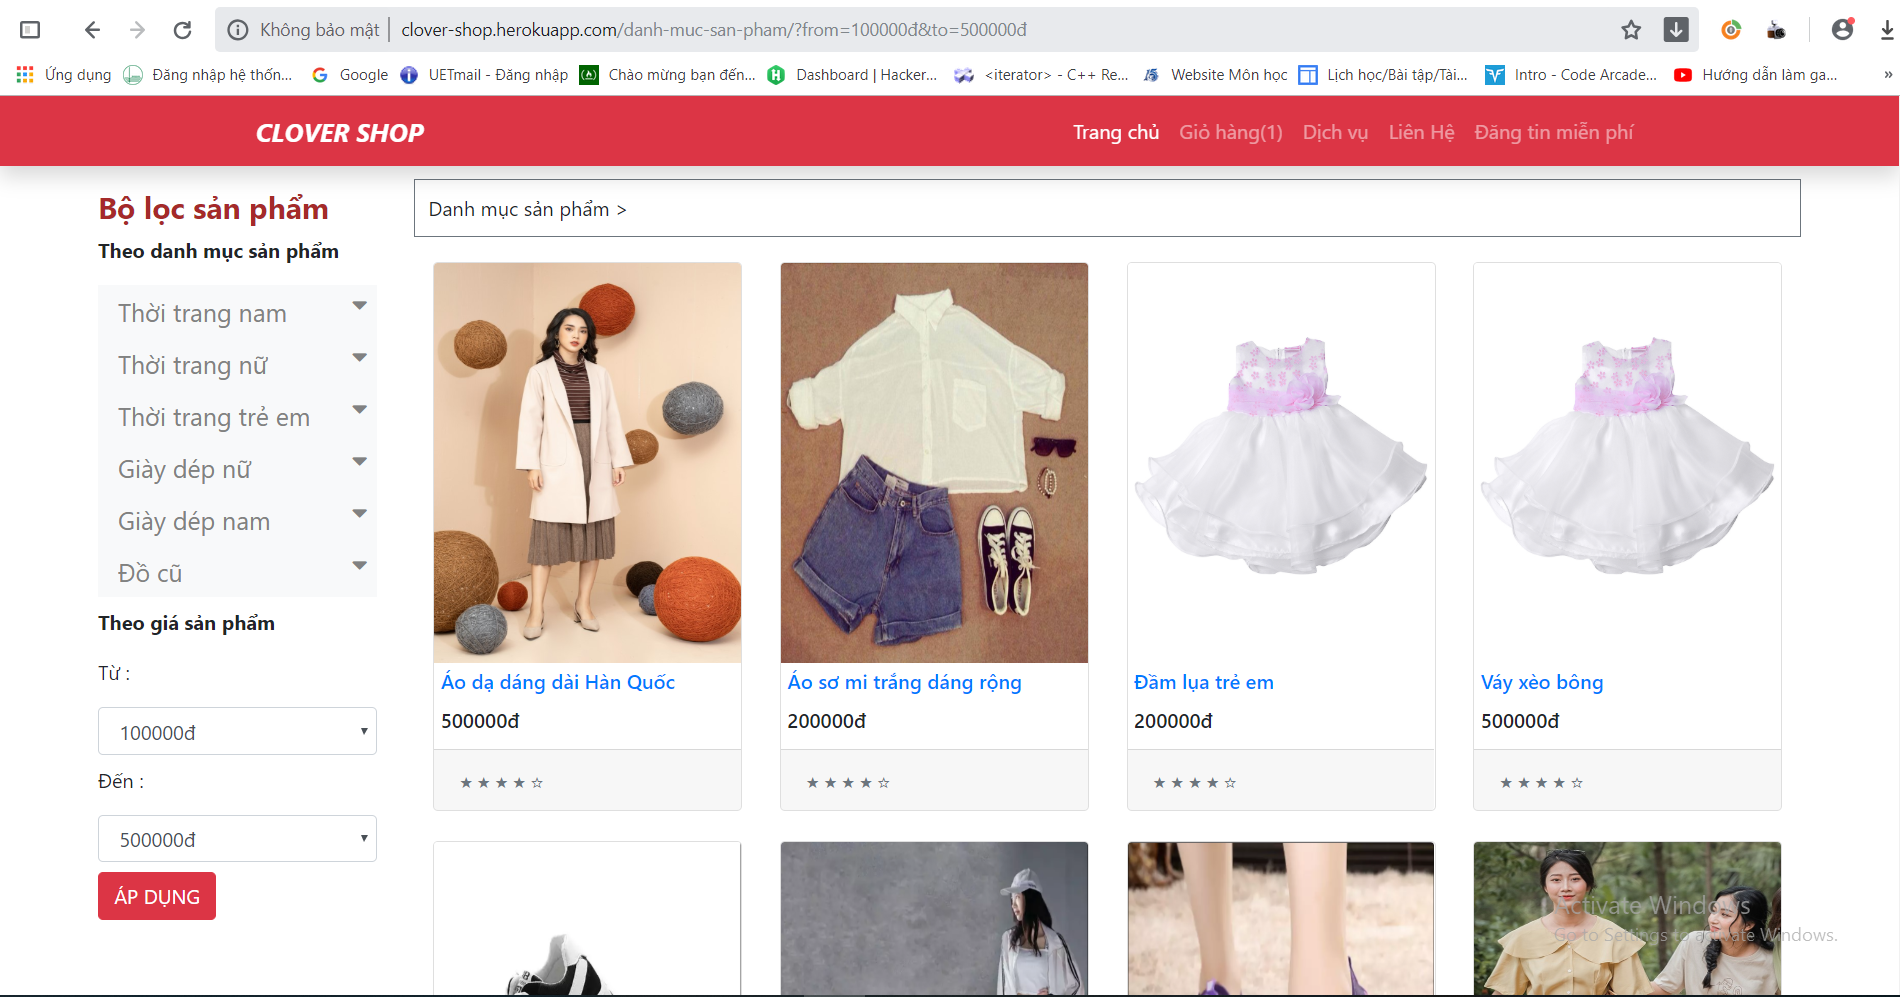 Không bảo mật | clover-shop.herokuapp.com/danh-muc-san-pham/?from=100000đ&to=500000đ
Ứng dụng Đăng nhập hệ thốn... Google UETmail - Đăng nhập Chào mừng bạn đến... Dashboard | Hacker... <iterator> - C++ Re... Website Môn học Lịch học/Bài tập/Tài... Intro - Code Arcade... Hướng dẫn làm ga... »
CLOVER SHOP
Trang chủ Giỏ hàng(1) Dịch vụ Liên Hệ Đăng tin miễn phí
Bộ lọc sản phẩm
Theo danh mục sản phẩm
Thời trang nam
Thời trang nữ
Thời trang trẻ em
Giày dép nữ
Giày dép nam
Đồ cũ
Theo giá sản phẩm
Từ :
100000đ
Đến :
500000đ
ÁP DỤNG
Danh mục sản phẩm >
Áo dạ dáng dài Hàn Quốc
500000đ
★ ★ ★ ★ ☆
Áo sơ mi trắng dáng rộng
200000đ
★ ★ ★ ★ ☆
Đầm lụa trẻ em
200000đ
★ ★ ★ ★ ☆
Váy xèo bông
500000đ
★ ★ ★ ★ ☆
Activate Windows
Go to Settings to activate Windows.